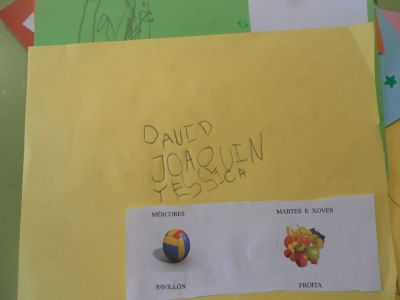 DAVID
JOAQUIN
YESSICA
MÉRCORES
MARTES E XOVES
PAVILLÓN
FROITA